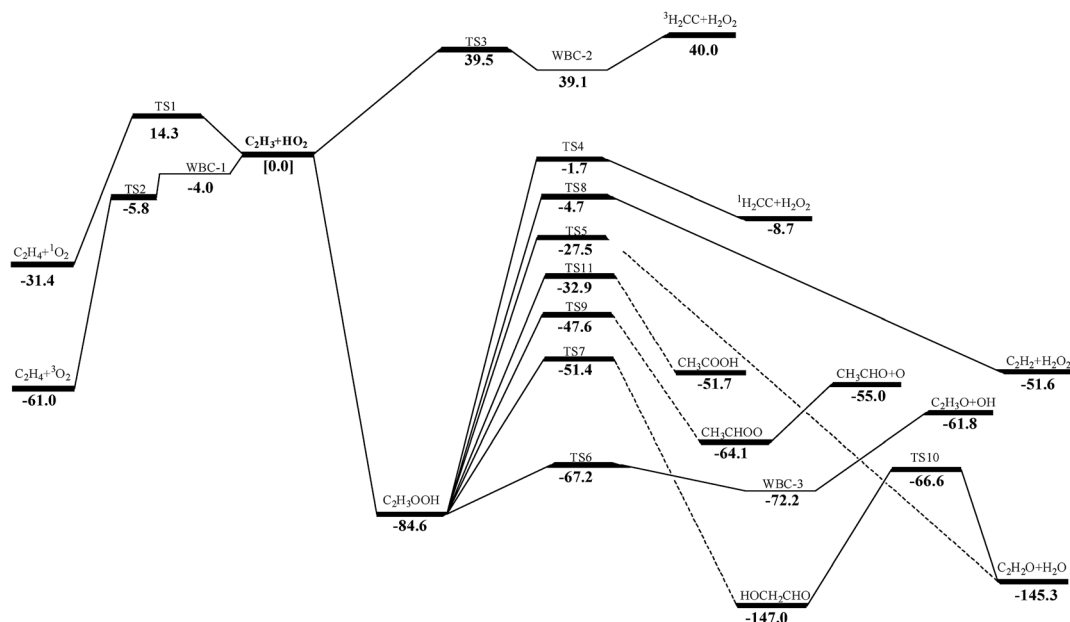 ³H₂CC+H₂O₂
40.0
TS3
39.5
WBC-2
39.1
TS1
14.3
C₂H₃+HO₂
[0.0]
WBC-1
-4.0
TS2
-5.8
C₂H₄+¹O₂
-31.4
C₂H₄+³O₂
-61.0
TS4
-1.7
¹H₂CC+H₂O₂
-8.7
TS8
-4.7
TS5
-27.5
TS11
-32.9
TS9
-47.6
TS7
-51.4
CH₃COOH
-51.7
C₂H₂+H₂O₂
-51.6
CH₃CHO+O
-55.0
C₂H₃O+OH
-61.8
CH₃CHOO
-64.1
TS6
-67.2
WBC-3
-72.2
TS10
-66.6
C₂H₃OOH
-84.6
C₂H₂O+H₂O
-145.3
HOCH₂CHO
-147.0